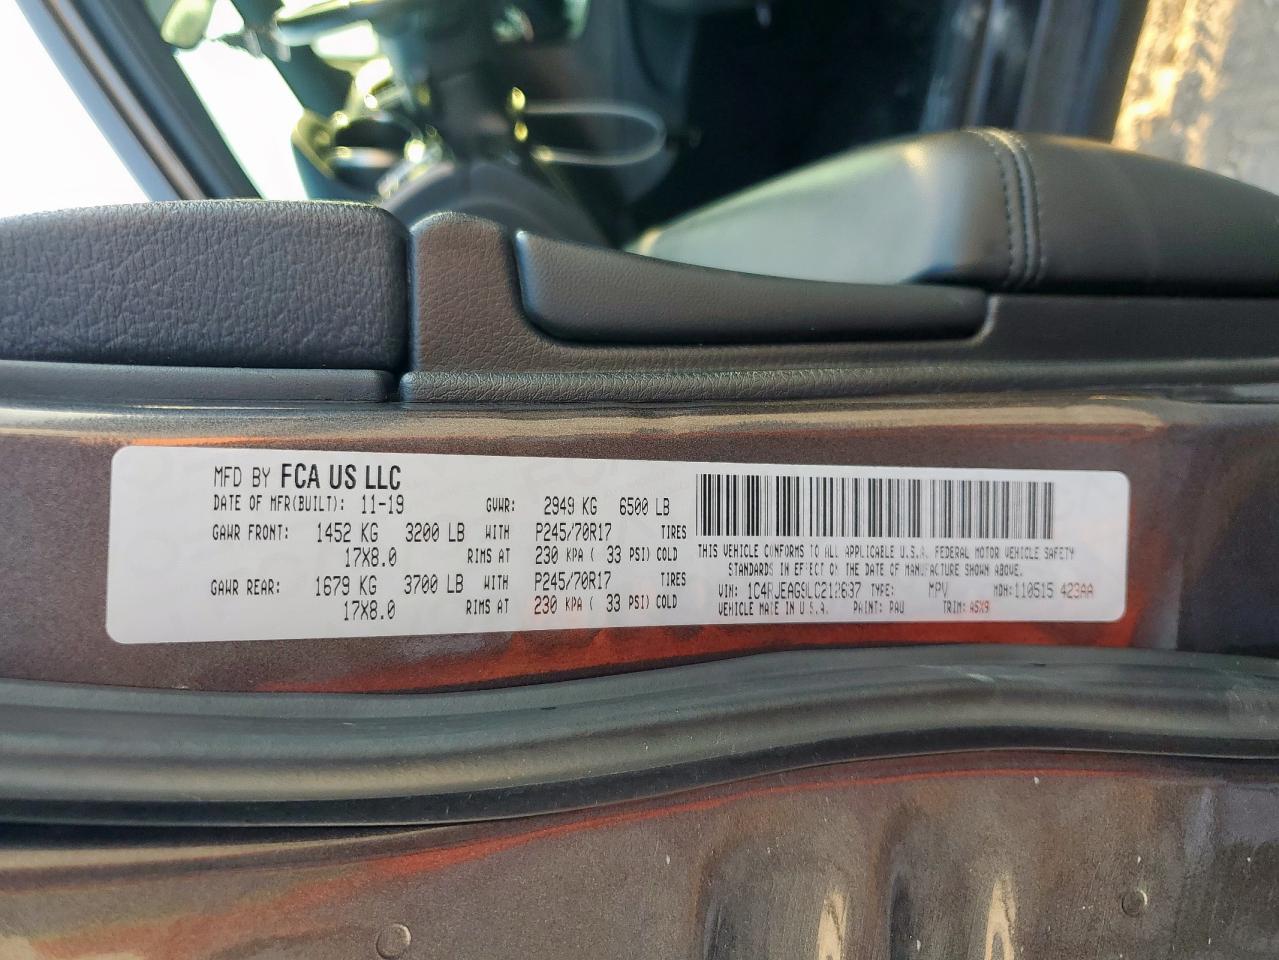 MFD BY FCA US LLC
DATE OF MFR(BUILT): 11-19 GVWR: 2949 KG 6500 LB
GAWR FRONT: 1452 KG 3200 LB WITH P245/70R17 TIRES
17X8.0 RIMS AT 230 KPA ( 33 PSI) COLD
GAWR REAR: 1679 KG 3700 LB WITH P245/70R17 TIRES
17X8.0 RIMS AT 230 KPA ( 33 PSI) COLD
THIS VEHICLE CONFORMS TO ALL APPLICABLE U.S.A. FEDERAL MOTOR VEHICLE SAFETY
STANDARDS IN EFFECT ON THE DATE OF MANUFACTURE SHOWN ABOVE.
VIN: TYPE: MPV MDH:110515 423AA
VEHICLE MADE IN U.S.A. PAINT: PAU TRIM: A5X9